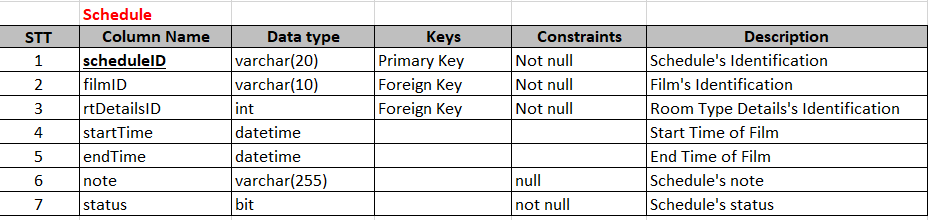 Schedule
STT Column Name Data type Keys Constraints Description
1 scheduleID varchar(20) Primary Key Not null Schedule's Identification
2 filmID varchar(10) Foreign Key Not null Film's Identification
3 rtDetailsID int Foreign Key Not null Room Type Details's Identification
4 startTime datetime Start Time of Film
5 endTime datetime End Time of Film
6 note varchar(255) null Schedule's note
7 status bit not null Schedule's status